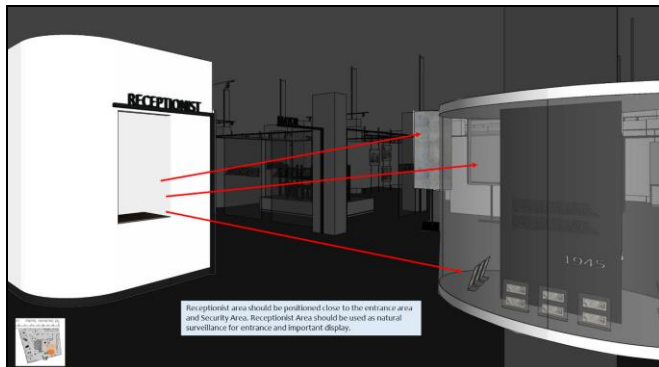 RECEPTIONIST
1945
Receptionist area should be positioned close to the entrance area
and Security Area. Receptionist Area should be used as natural
surveillance for entrance and important display.